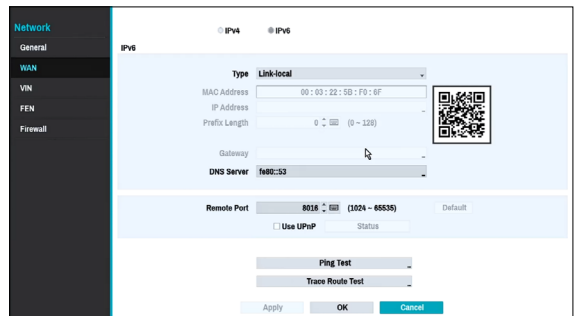 Network
General
WAN
VIN
FEN
Firewall
IPv4 IPv6
IPv6
Type Link-local
MAC Address 00 : 03 : 22 : 5B : F0 : 6F
IP Address
Prefix Length 0 (0 ~ 128)
Gateway
DNS Server fe80::53
Remote Port 8016 (1024 ~ 65535) Default
Use UPnP Status
Ping Test
Trace Route Test
Apply OK Cancel